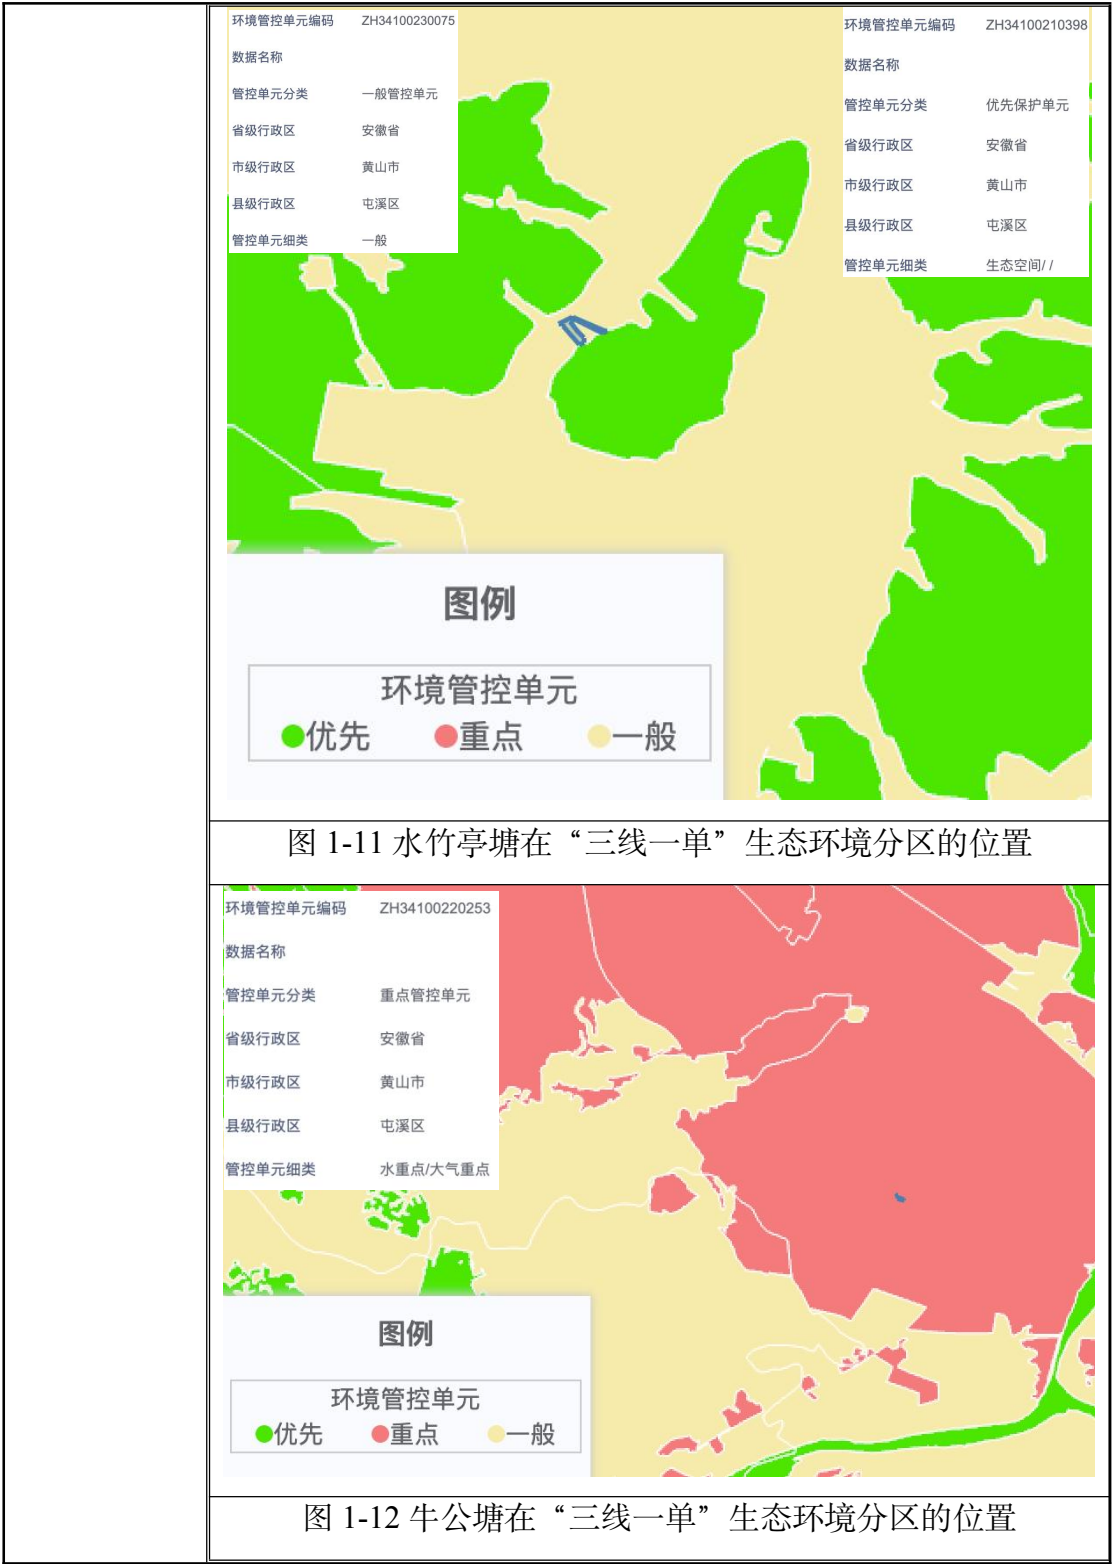 环境管控单元编码 ZH34100230075
数据名称
管控单元分类 一般管控单元
省级行政区 安徽省
市级行政区 黄山市
县级行政区 屯溪区
管控单元细类 一般
环境管控单元编码 ZH34100210398
数据名称
管控单元分类 优先保护单元
省级行政区 安徽省
市级行政区 黄山市
县级行政区 屯溪区
管控单元细类 生态空间/ /
图例
环境管控单元
优先 重点 一般
图 1-11 水竹亭塘在“三线一单”生态环境分区的位置
环境管控单元编码 ZH34100220253
数据名称
管控单元分类 重点管控单元
省级行政区 安徽省
市级行政区 黄山市
县级行政区 屯溪区
管控单元细类 水重点/大气重点
图例
环境管控单元
优先 重点 一般
图 1-12 牛公塘在“三线一单”生态环境分区的位置